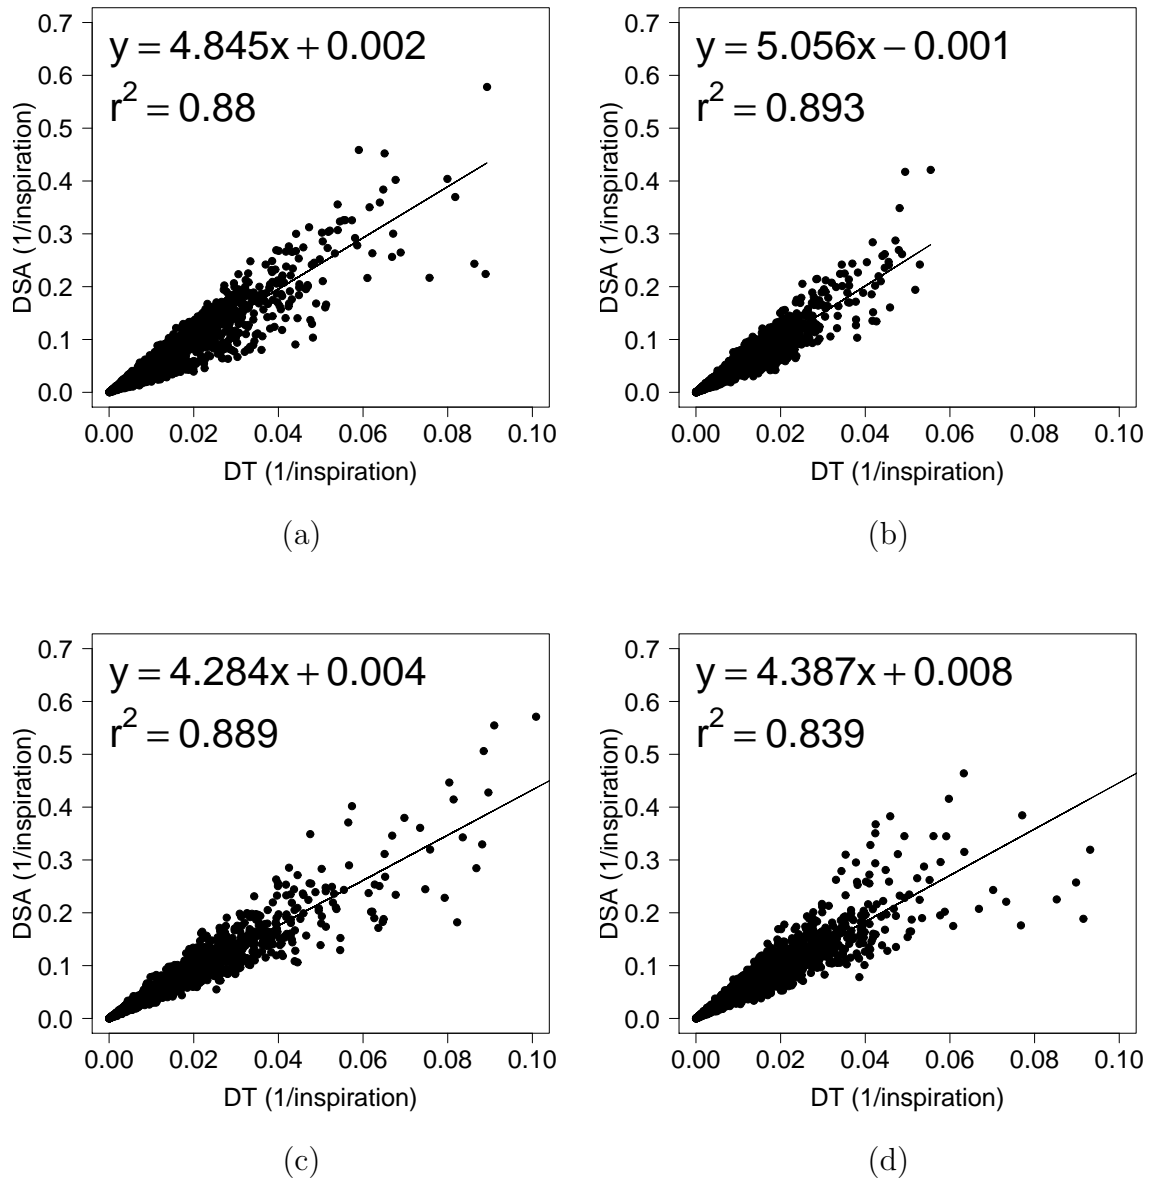 y = 4.845x + 0.002
r² = 0.88
DSA (1/inspiration)
0.7
0.6
0.5
0.4
0.3
0.2
0.1
0.0
0.00 0.02 0.04 0.06 0.08 0.10
DT (1/inspiration)
(a)
y = 5.056x − 0.001
r² = 0.893
DSA (1/inspiration)
0.7
0.6
0.5
0.4
0.3
0.2
0.1
0.0
0.00 0.02 0.04 0.06 0.08 0.10
DT (1/inspiration)
(b)
y = 4.284x + 0.004
r² = 0.889
DSA (1/inspiration)
0.7
0.6
0.5
0.4
0.3
0.2
0.1
0.0
0.00 0.02 0.04 0.06 0.08 0.10
DT (1/inspiration)
(c)
y = 4.387x + 0.008
r² = 0.839
DSA (1/inspiration)
0.7
0.6
0.5
0.4
0.3
0.2
0.1
0.0
0.00 0.02 0.04 0.06 0.08 0.10
DT (1/inspiration)
(d)